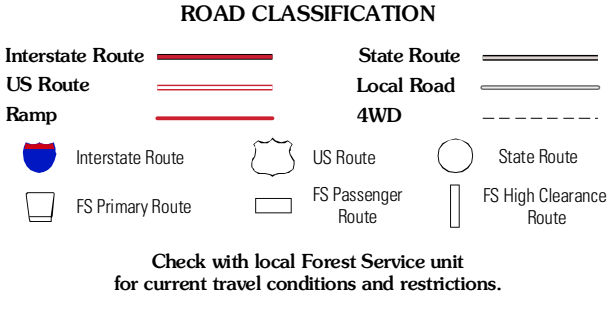 ROAD CLASSIFICATION
Interstate Route
State Route
US Route
Local Road
Ramp
4WD
Interstate Route
US Route
State Route
FS Primary Route
FS Passenger
Route
FS High Clearance
Route
Check with local Forest Service unit
for current travel conditions and restrictions.